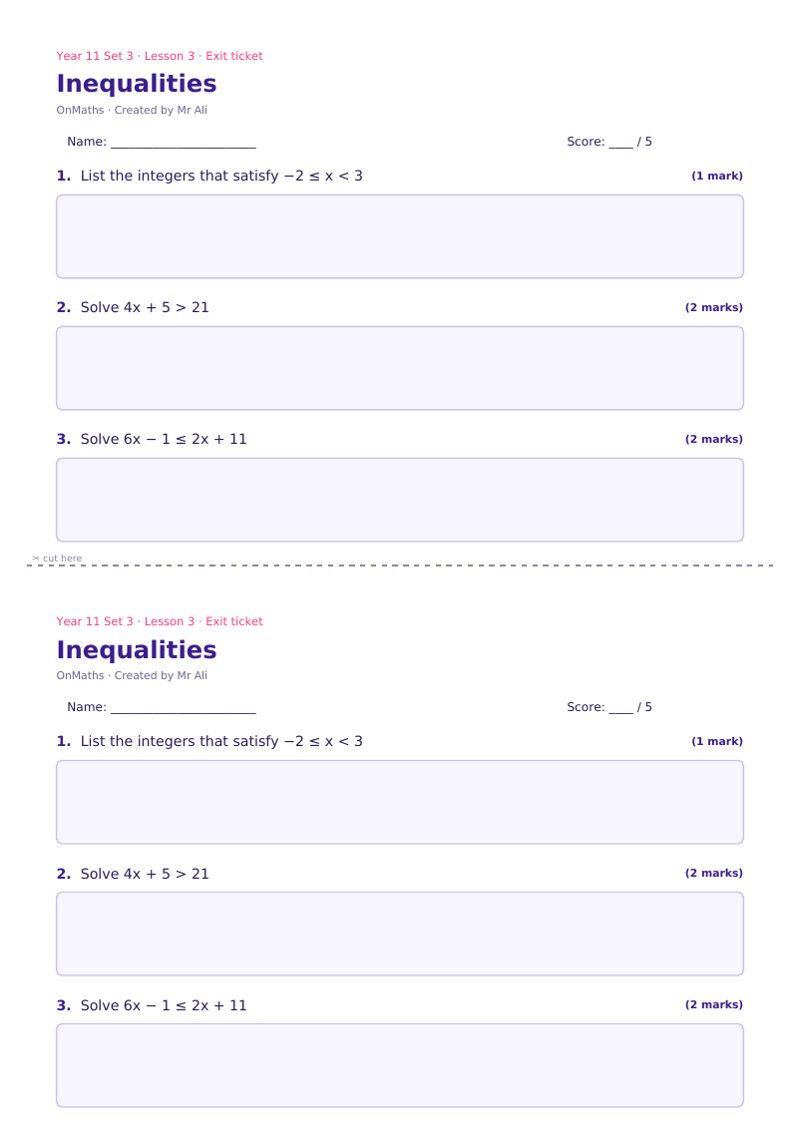 Year 11 Set 3 · Lesson 3 · Exit ticket
Inequalities
OnMaths · Created by Mr Ali
Name: ________________________ Score: ____ / 5
1. List the integers that satisfy −2 ≤ x < 3 (1 mark)
2. Solve 4x + 5 > 21 (2 marks)
3. Solve 6x − 1 ≤ 2x + 11 (2 marks)
✂ cut here
Year 11 Set 3 · Lesson 3 · Exit ticket
Inequalities
OnMaths · Created by Mr Ali
Name: ________________________ Score: ____ / 5
1. List the integers that satisfy −2 ≤ x < 3 (1 mark)
2. Solve 4x + 5 > 21 (2 marks)
3. Solve 6x − 1 ≤ 2x + 11 (2 marks)